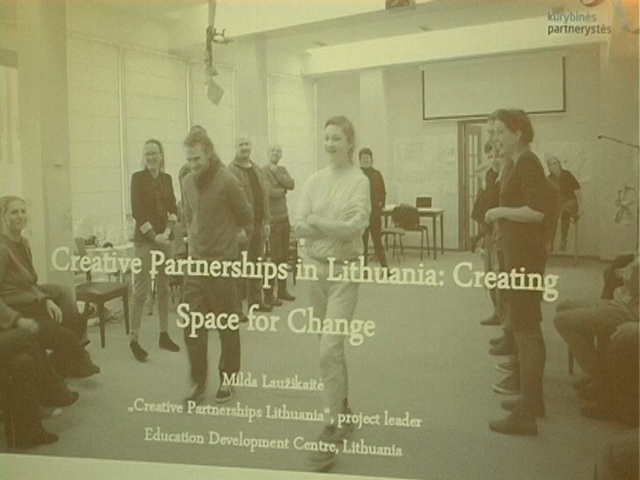 kūrybinės
partnerystės
Creative Partnerships in Lithuania: Creating
Space for Change
Milda Laužikaitė
„Creative Partnerships Lithuania“, project leader
Education Development Centre, Lithuania